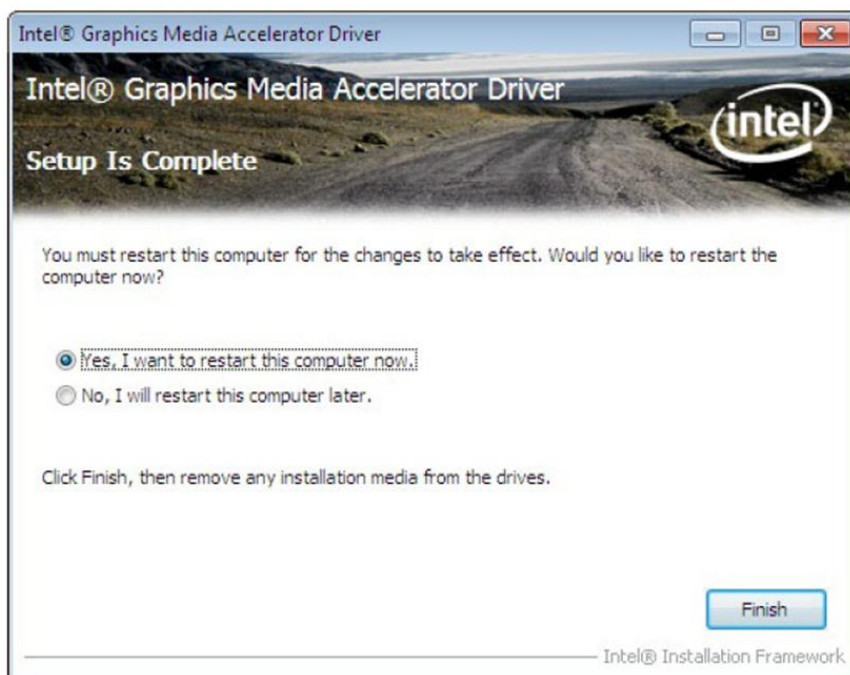 Intel® Graphics Media Accelerator Driver
Intel® Graphics Media Accelerator Driver
intel
Setup Is Complete
You must restart this computer for the changes to take effect. Would you like to restart the
computer now?
Yes, I want to restart this computer now.
No, I will restart this computer later.
Click Finish, then remove any installation media from the drives.
Finish
Intel® Installation Framework